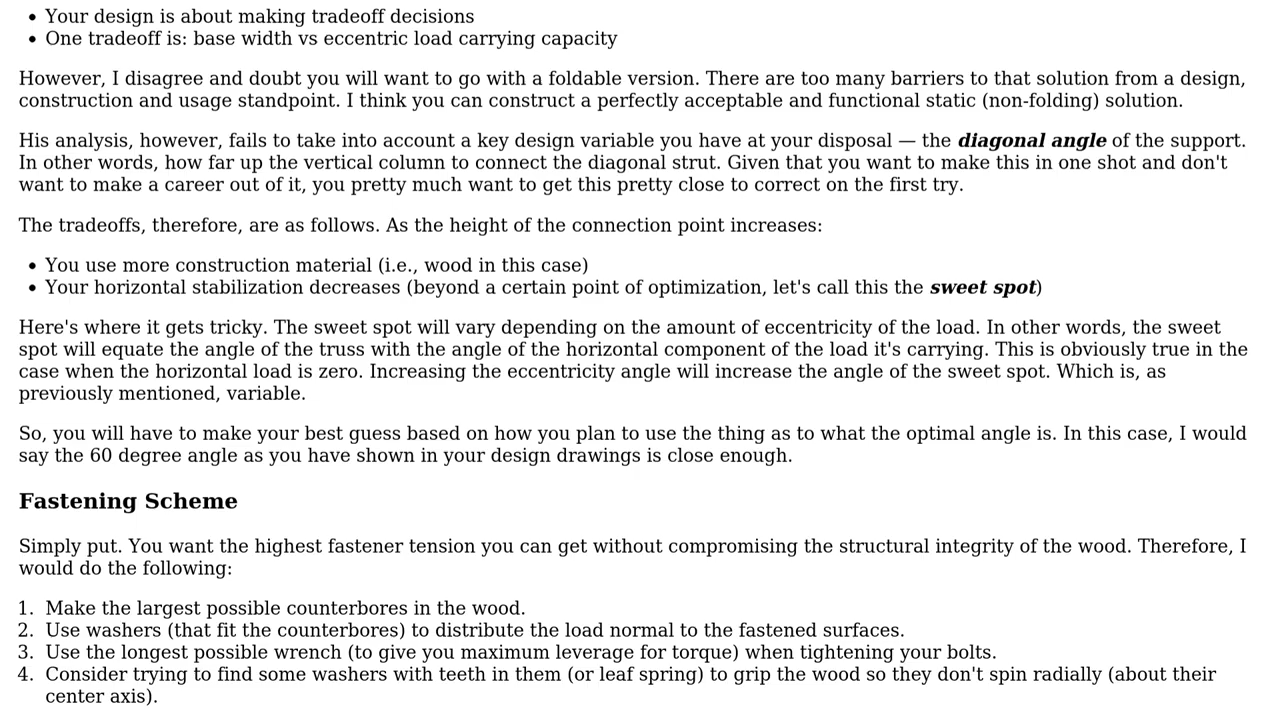 • Your design is about making tradeoff decisions
• One tradeoff is: base width vs eccentric load carrying capacity
However, I disagree and doubt you will want to go with a foldable version. There are too many barriers to that solution from a design,
construction and usage standpoint. I think you can construct a perfectly acceptable and functional static (non-folding) solution.
His analysis, however, fails to take into account a key design variable you have at your disposal — the diagonal angle of the support.
In other words, how far up the vertical column to connect the diagonal strut. Given that you want to make this in one shot and don't
want to make a career out of it, you pretty much want to get this pretty close to correct on the first try.
The tradeoffs, therefore, are as follows. As the height of the connection point increases:
• You use more construction material (i.e., wood in this case)
• Your horizontal stabilization decreases (beyond a certain point of optimization, let's call this the sweet spot)
Here's where it gets tricky. The sweet spot will vary depending on the amount of eccentricity of the load. In other words, the sweet
spot will equate the angle of the truss with the angle of the horizontal component of the load it's carrying. This is obviously true in the
case when the horizontal load is zero. Increasing the eccentricity angle will increase the angle of the sweet spot. Which is, as
previously mentioned, variable.
So, you will have to make your best guess based on how you plan to use the thing as to what the optimal angle is. In this case, I would
say the 60 degree angle as you have shown in your design drawings is close enough.
Fastening Scheme
Simply put. You want the highest fastener tension you can get without compromising the structural integrity of the wood. Therefore, I
would do the following:
1. Make the largest possible counterbores in the wood.
2. Use washers (that fit the counterbores) to distribute the load normal to the fastened surfaces.
3. Use the longest possible wrench (to give you maximum leverage for torque) when tightening your bolts.
4. Consider trying to find some washers with teeth in them (or leaf spring) to grip the wood so they don't spin radially (about their
center axis).